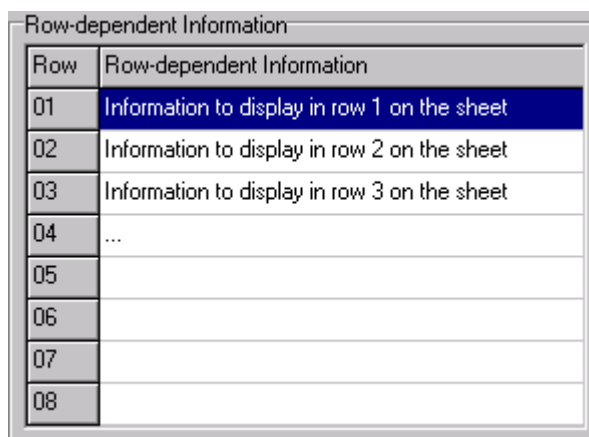 Row-dependent Information
Row Row-dependent Information
01 Information to display in row 1 on the sheet
02 Information to display in row 2 on the sheet
03 Information to display in row 3 on the sheet
04 ...
05
06
07
08